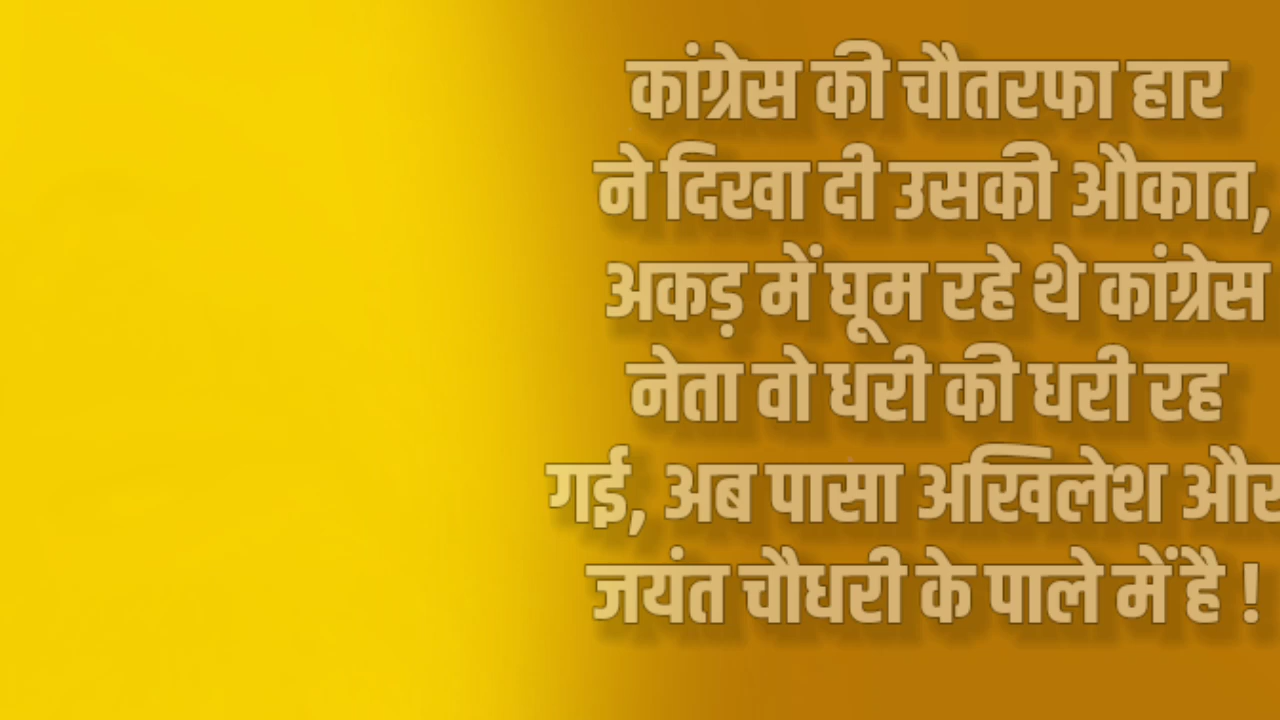 कांग्रेस की चौतरफा हार
ने दिखा दी उसकी औकात,
अकड़ में घूम रहे थे कांग्रेस
नेता वो धरी की धरी रह
गई, अब पासा अखिलेश और
जयंत चौधरी के पाले में है !